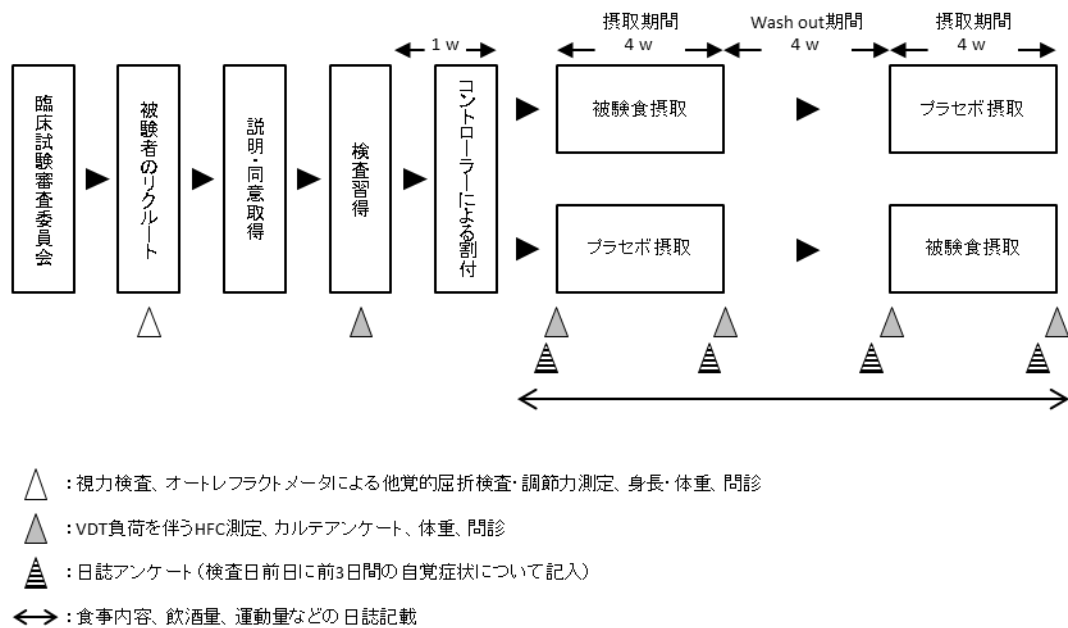 摂取期間
Wash out期間
摂取期間
1 w
4 w
4 w
4 w
臨床試験審査委員会
被験者のリクルート
説明・同意取得
検査習得
コントローラーによる割付
被験食摂取
プラセボ摂取
プラセボ摂取
被験食摂取
：視力検査、オートレフラクトメータによる他覚的屈折検査・調節力測定、身長・体重、問診
：VDT負荷を伴うHFC測定、カルテアンケート、体重、問診
：日誌アンケート（検査日前日に前3日間の自覚症状について記入）
：食事内容、飲酒量、運動量などの日誌記載